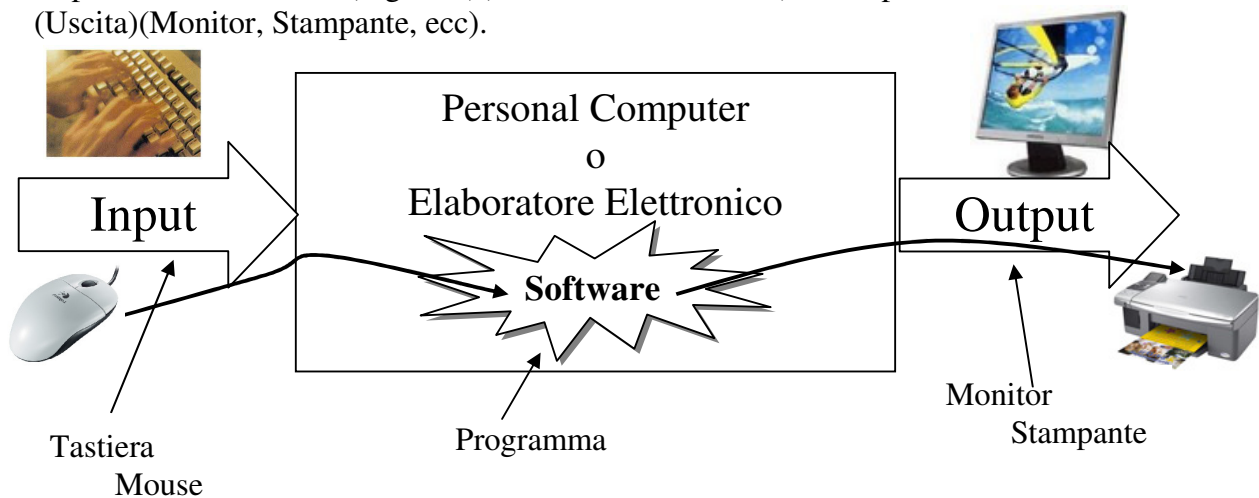 (Uscita)(Monitor, Stampante, ecc).
Personal Computer
o
Elaboratore Elettronico
Input
Output
Software
Monitor
Stampante
Programma
Tastiera
Mouse